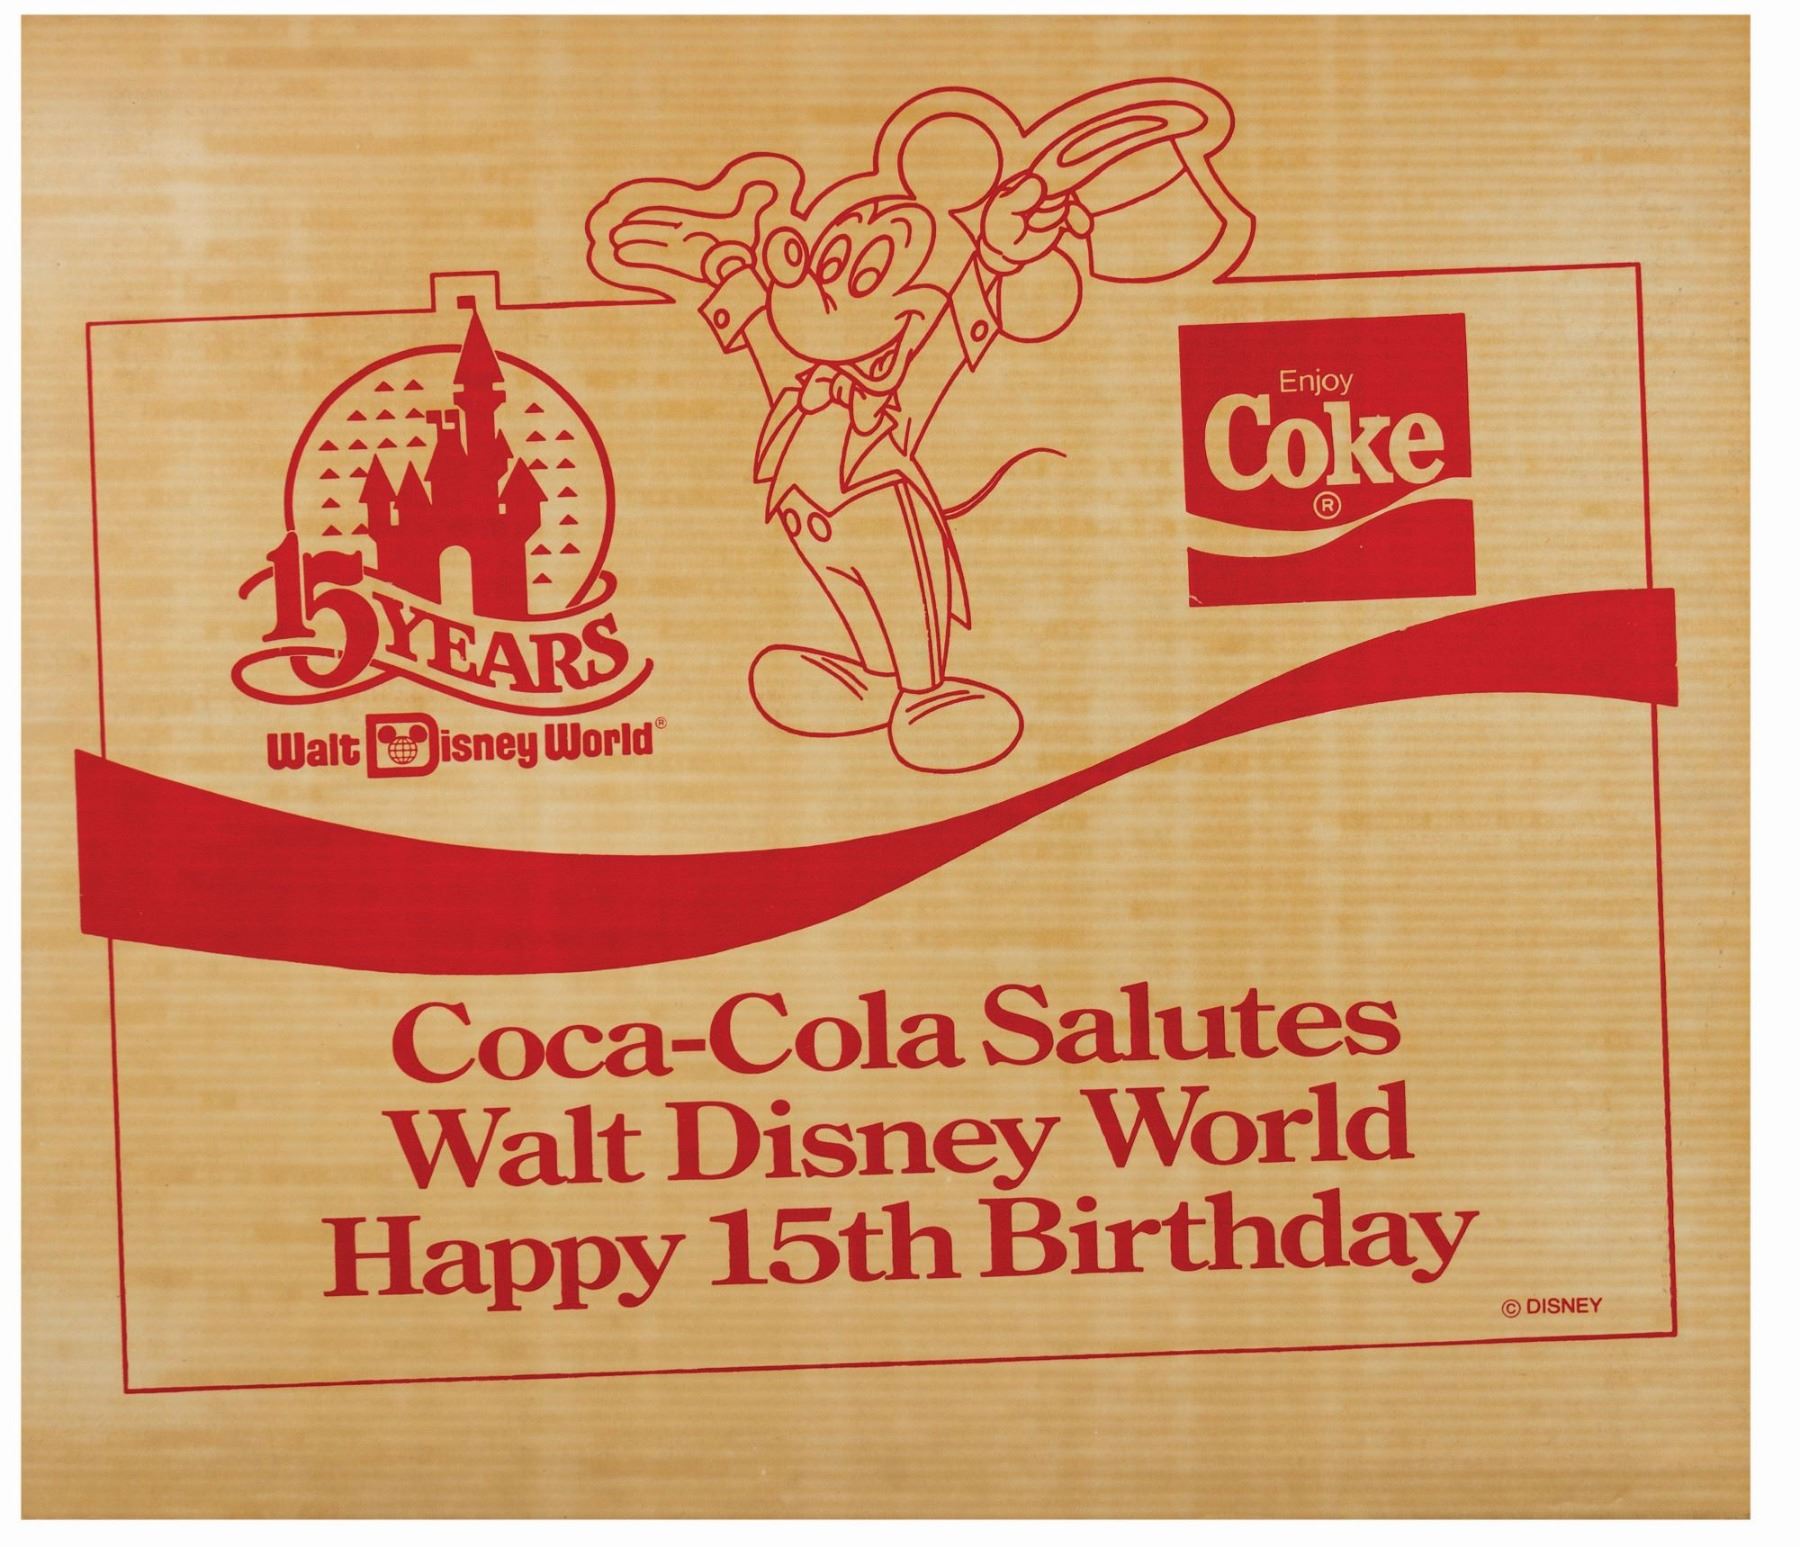 15 YEARS
Walt Disney World®
Enjoy
Coke
®
Coca-Cola Salutes
Walt Disney World
Happy 15th Birthday
© DISNEY